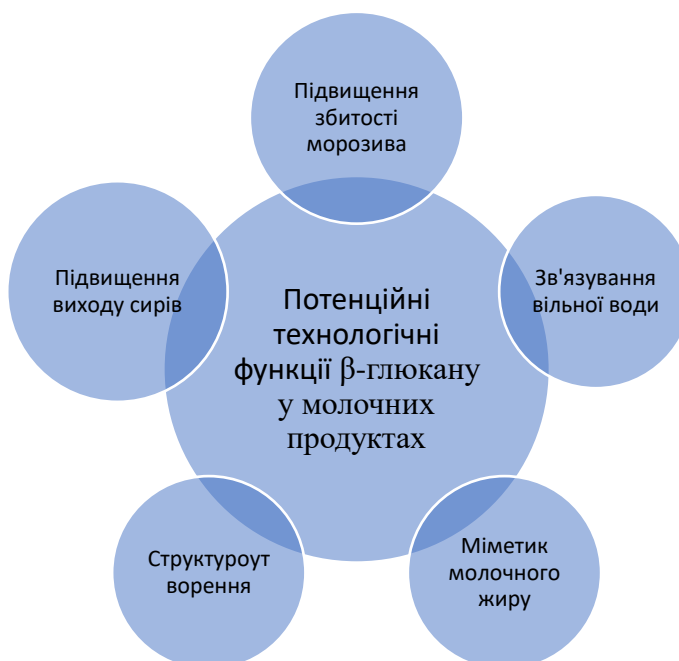 Підвищення
збитості
морозива
Підвищення
виходу сирів
Зв'язування
вільної води
Потенційні
технологічні
функції β-глюкану
у молочних
продуктах
Структуроут
ворення
Міметик
молочного
жиру